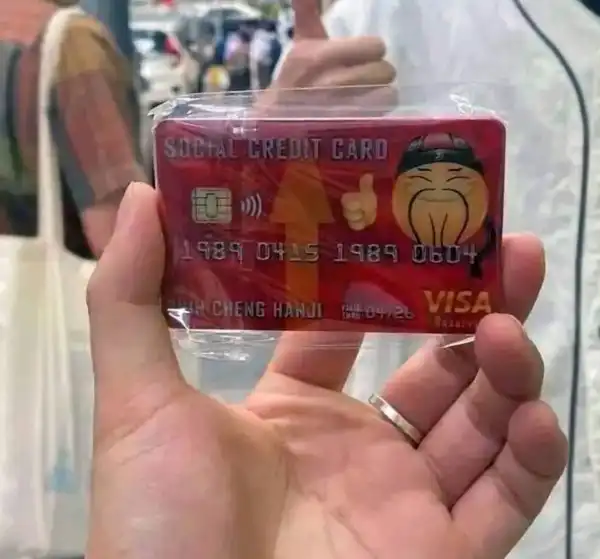 SOCIAL CREDIT CARD
1989 0415 1989 0604
CHENG HANJI 04/26
VISA